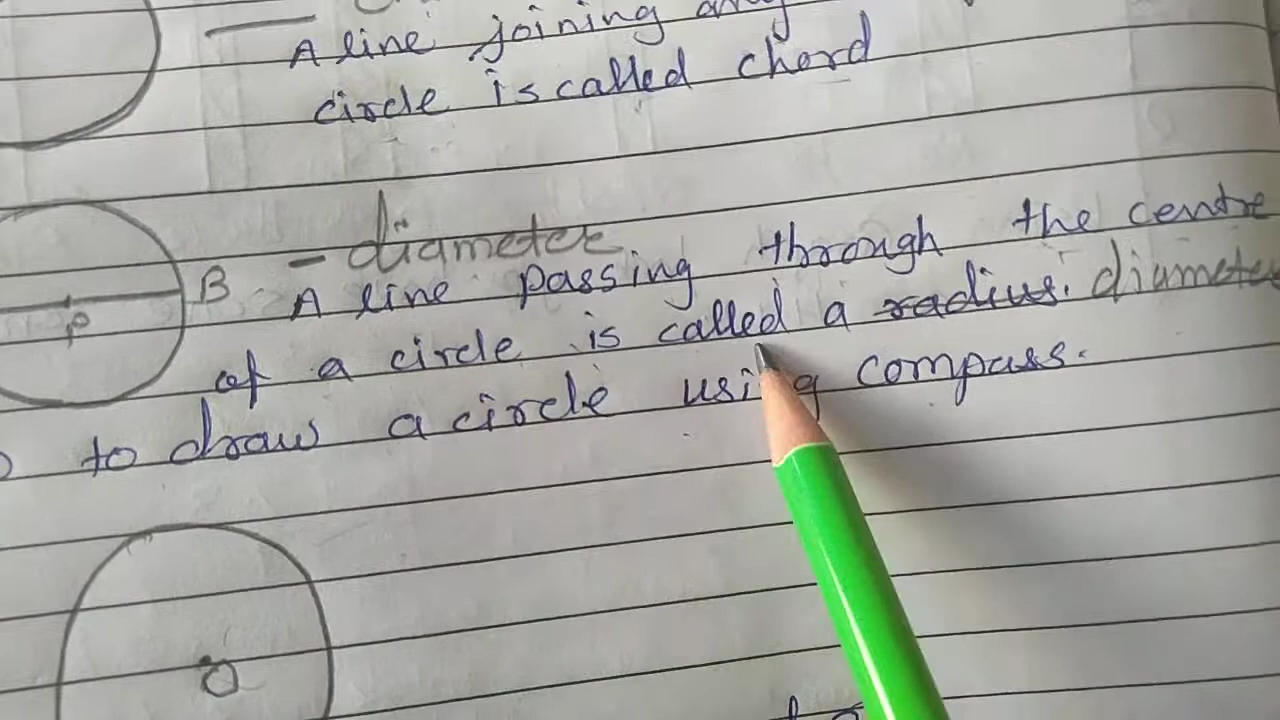 A line joining any
circle is called chord
- diameter
B A line passing through the centre
P
of a circle is called a radius. diameter
to draw a circle using compass.
O